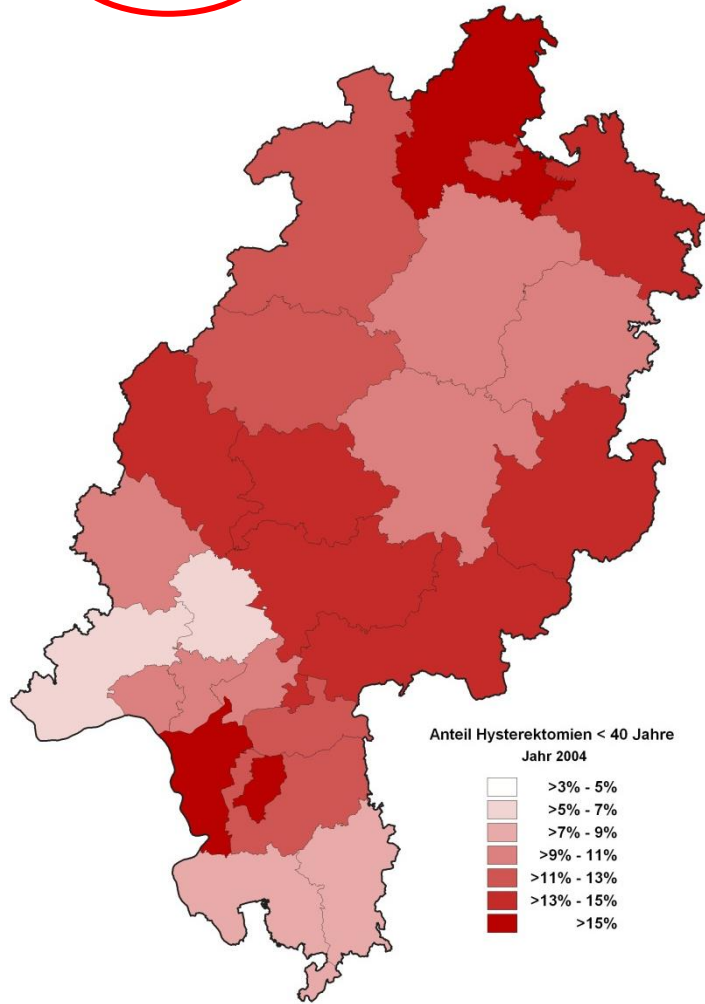 Anteil Hysterektomien < 40 Jahre
Jahr 2004
>3% - 5%
>5% - 7%
>7% - 9%
>9% - 11%
>11% - 13%
>13% - 15%
>15%